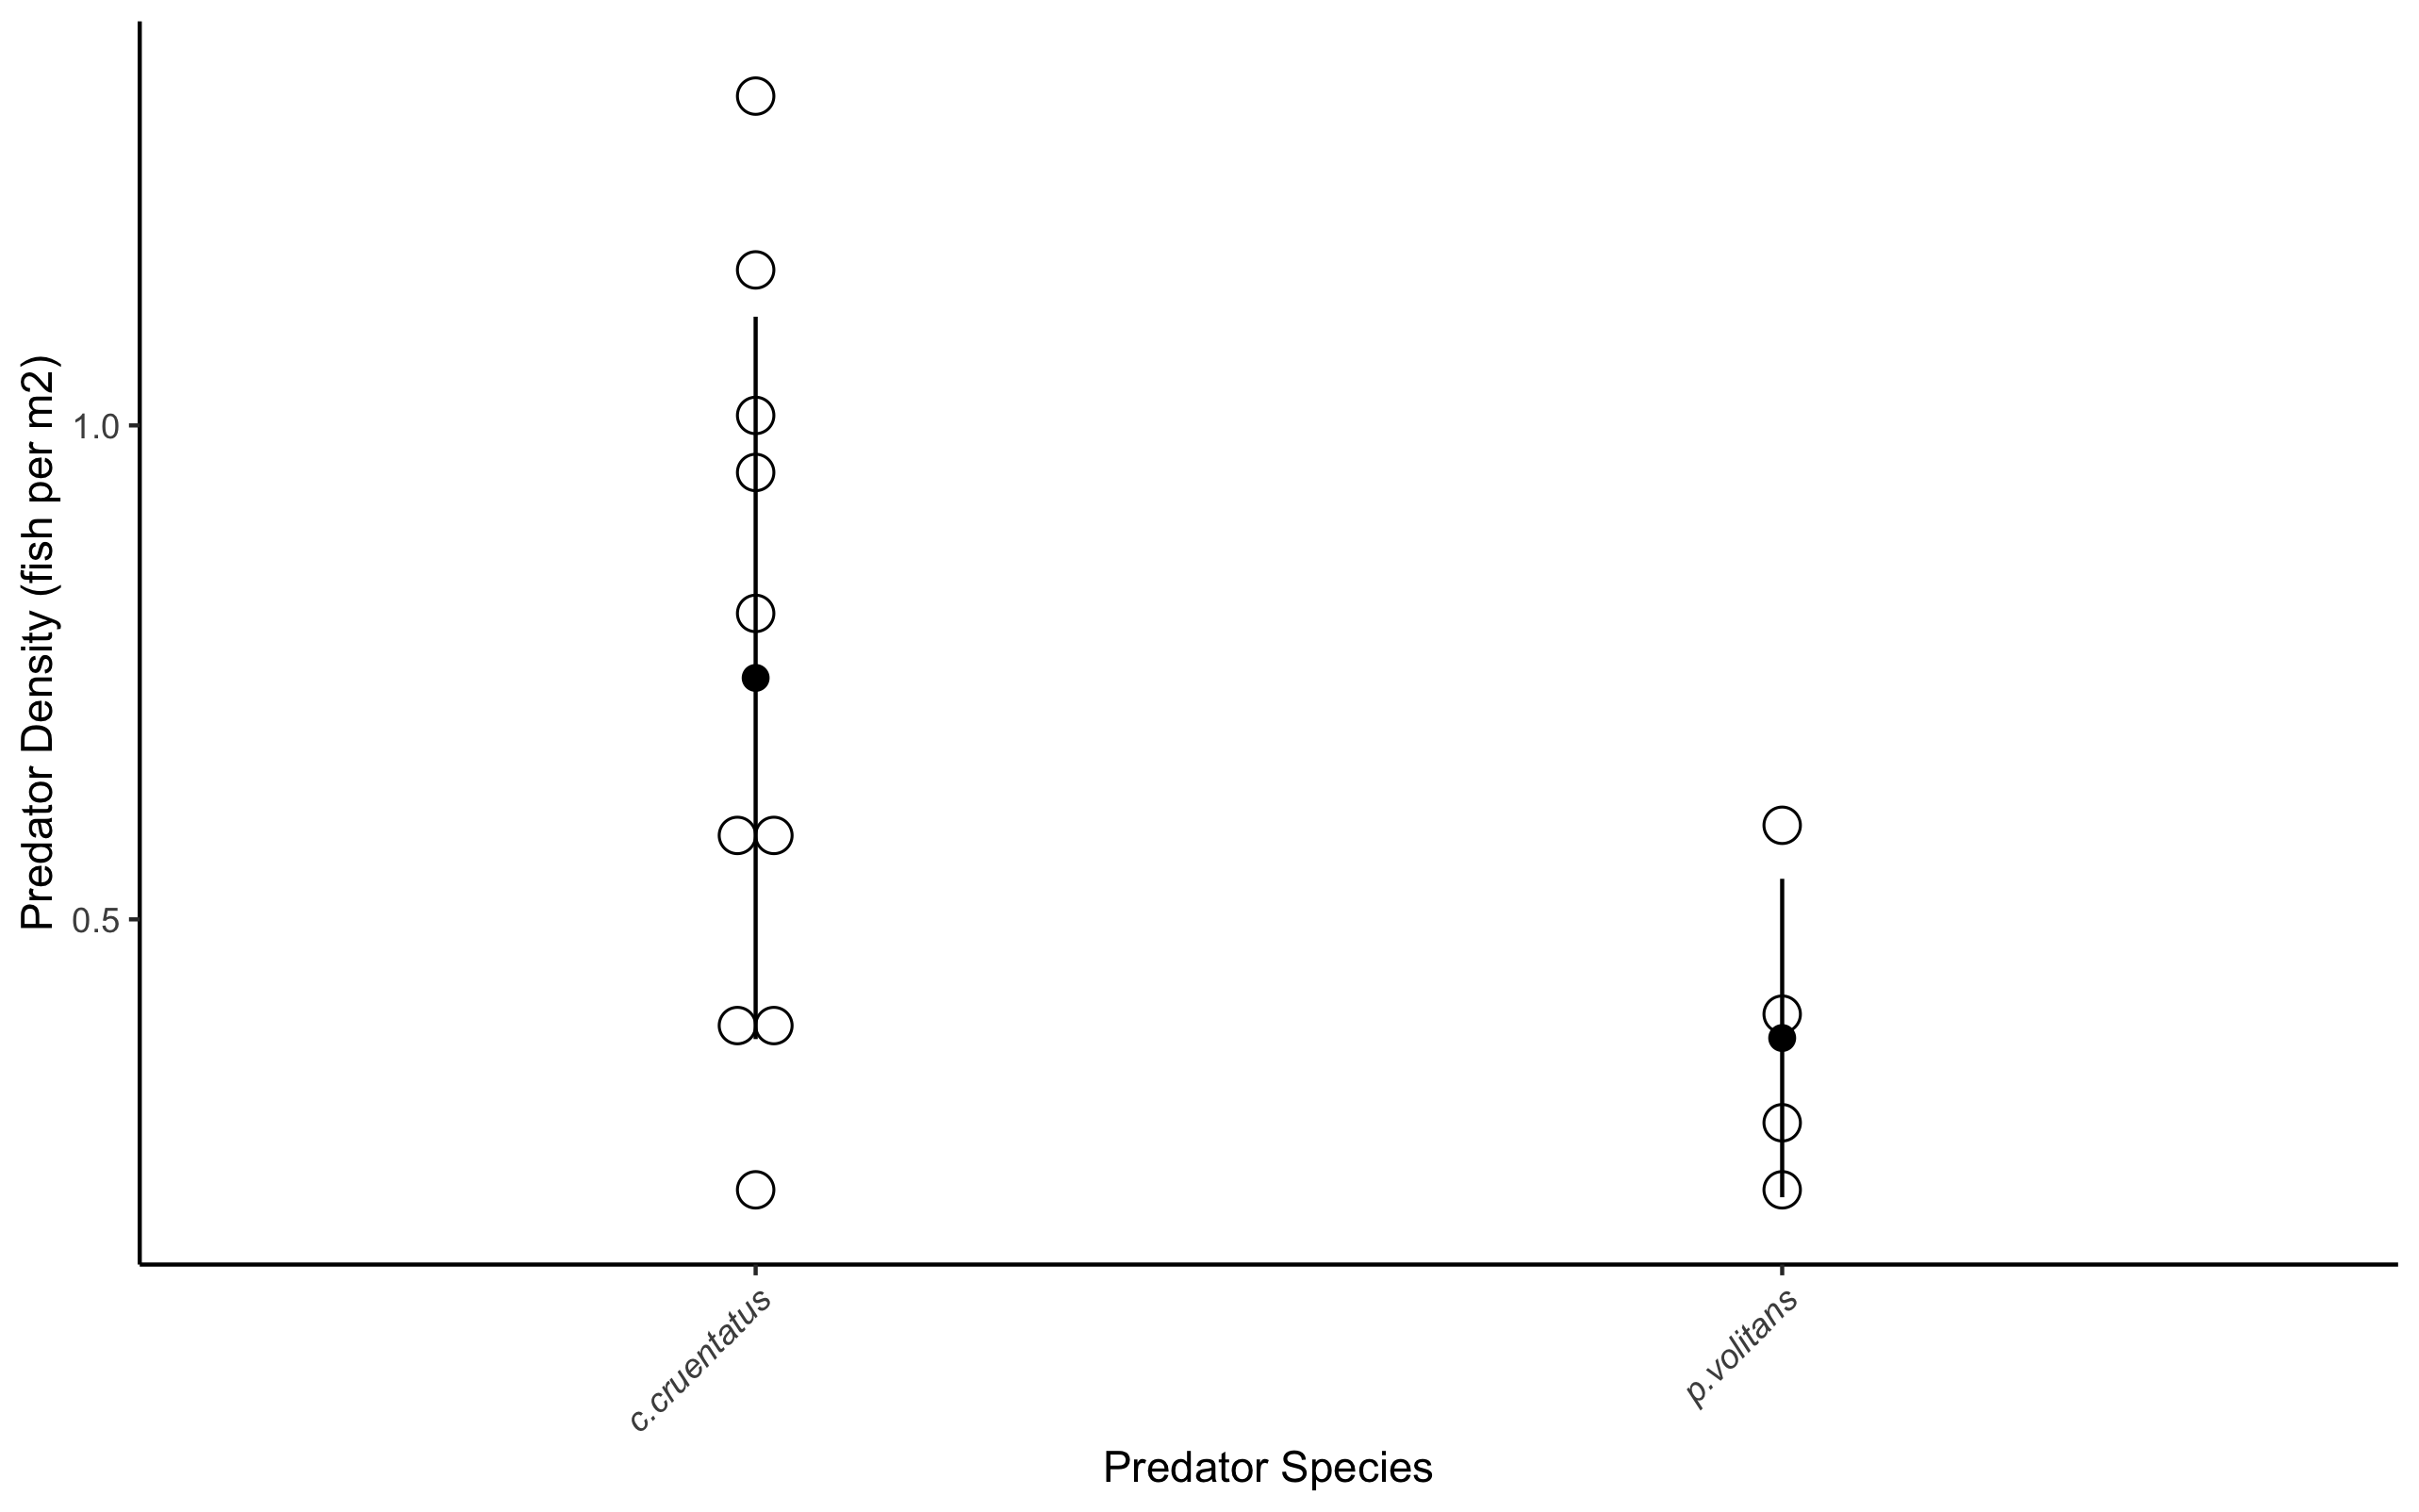 Predator Density (fish per m2)
1.0
0.5
c.cruentatus
p.volitans
Predator Species